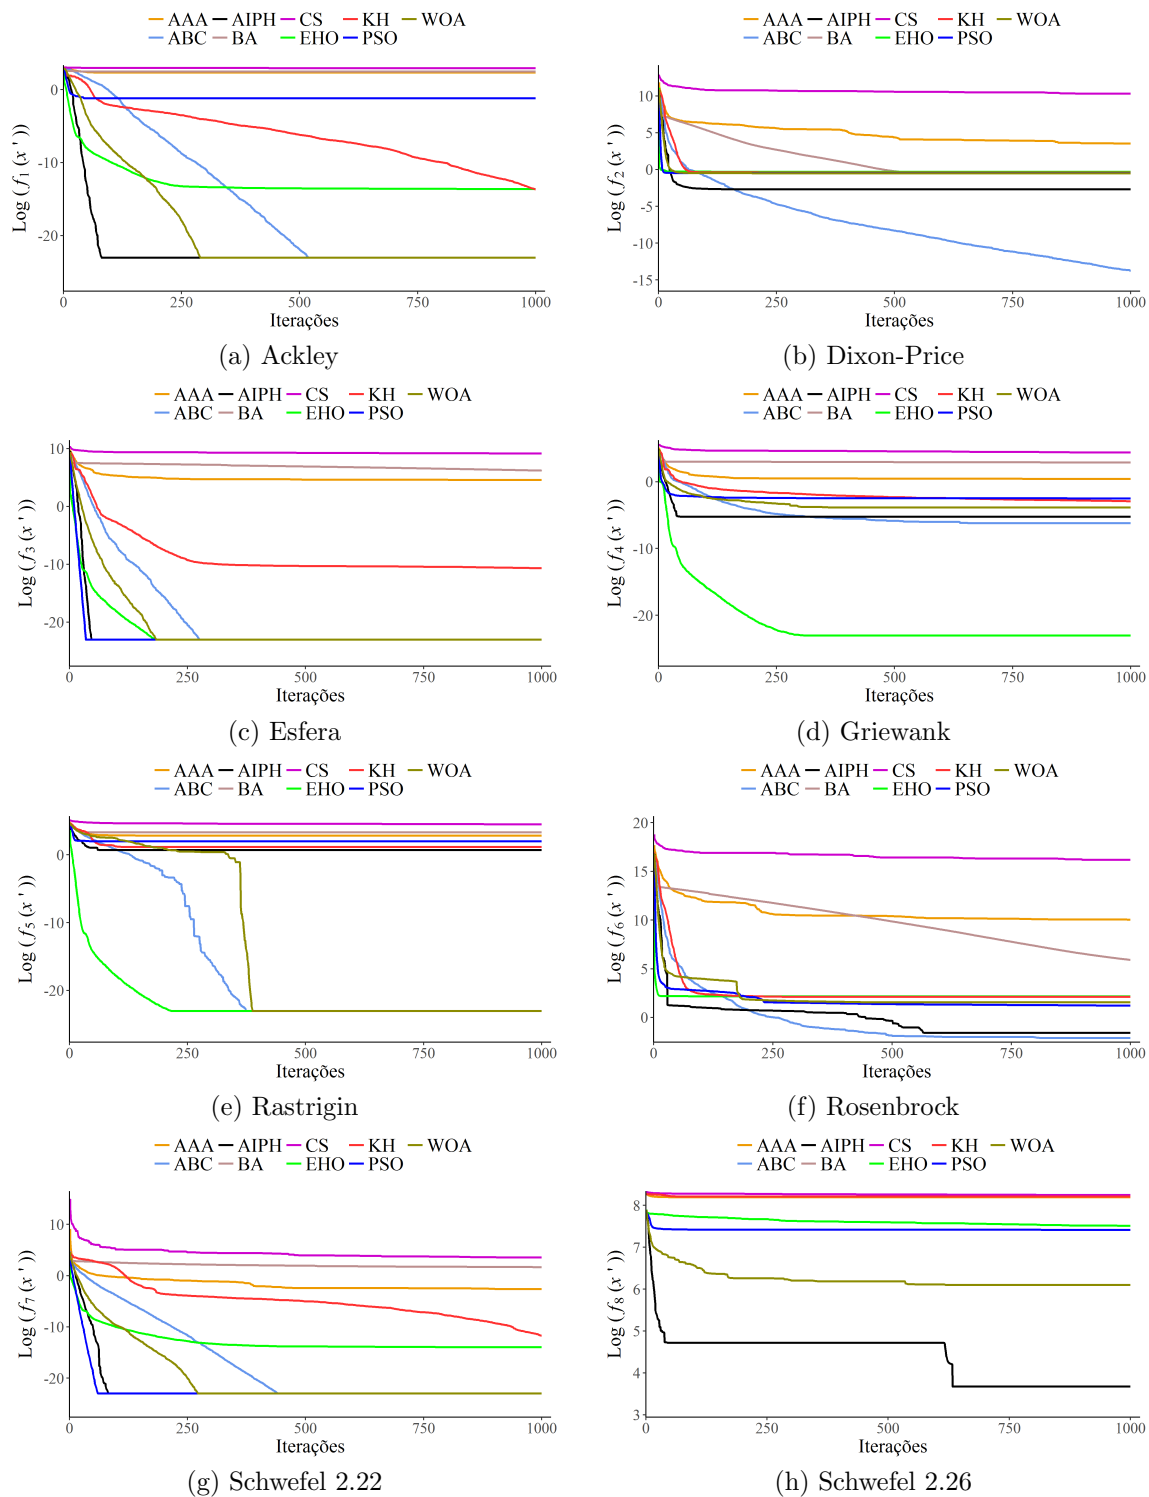 AAA AIPH CS KH WOA
ABC BA EHO PSO
Log ( f 1 ( x ' ) )
0
-10
-20
0 250 500 750 1000
Iterações
(a) Ackley
AAA AIPH CS KH WOA
ABC BA EHO PSO
Log ( f 2 ( x ' ) )
10
5
0
-5
-10
-15
0 250 500 750 1000
Iterações
(b) Dixon-Price
AAA AIPH CS KH WOA
ABC BA EHO PSO
Log ( f 3 ( x ' ) )
10
0
-10
-20
0 250 500 750 1000
Iterações
(c) Esfera
AAA AIPH CS KH WOA
ABC BA EHO PSO
Log ( f 4 ( x ' ) )
0
-10
-20
0 250 500 750 1000
Iterações
(d) Griewank
AAA AIPH CS KH WOA
ABC BA EHO PSO
Log ( f 5 ( x ' ) )
0
-10
-20
0 250 500 750 1000
Iterações
(e) Rastrigin
AAA AIPH CS KH WOA
ABC BA EHO PSO
Log ( f 6 ( x ' ) )
20
15
10
5
0
0 250 500 750 1000
Iterações
(f) Rosenbrock
AAA AIPH CS KH WOA
ABC BA EHO PSO
Log ( f 7 ( x ' ) )
10
0
-10
-20
0 250 500 750 1000
Iterações
(g) Schwefel 2.22
AAA AIPH CS KH WOA
ABC BA EHO PSO
Log ( f 8 ( x ' ) )
8
7
6
5
4
3
0 250 500 750 1000
Iterações
(h) Schwefel 2.26